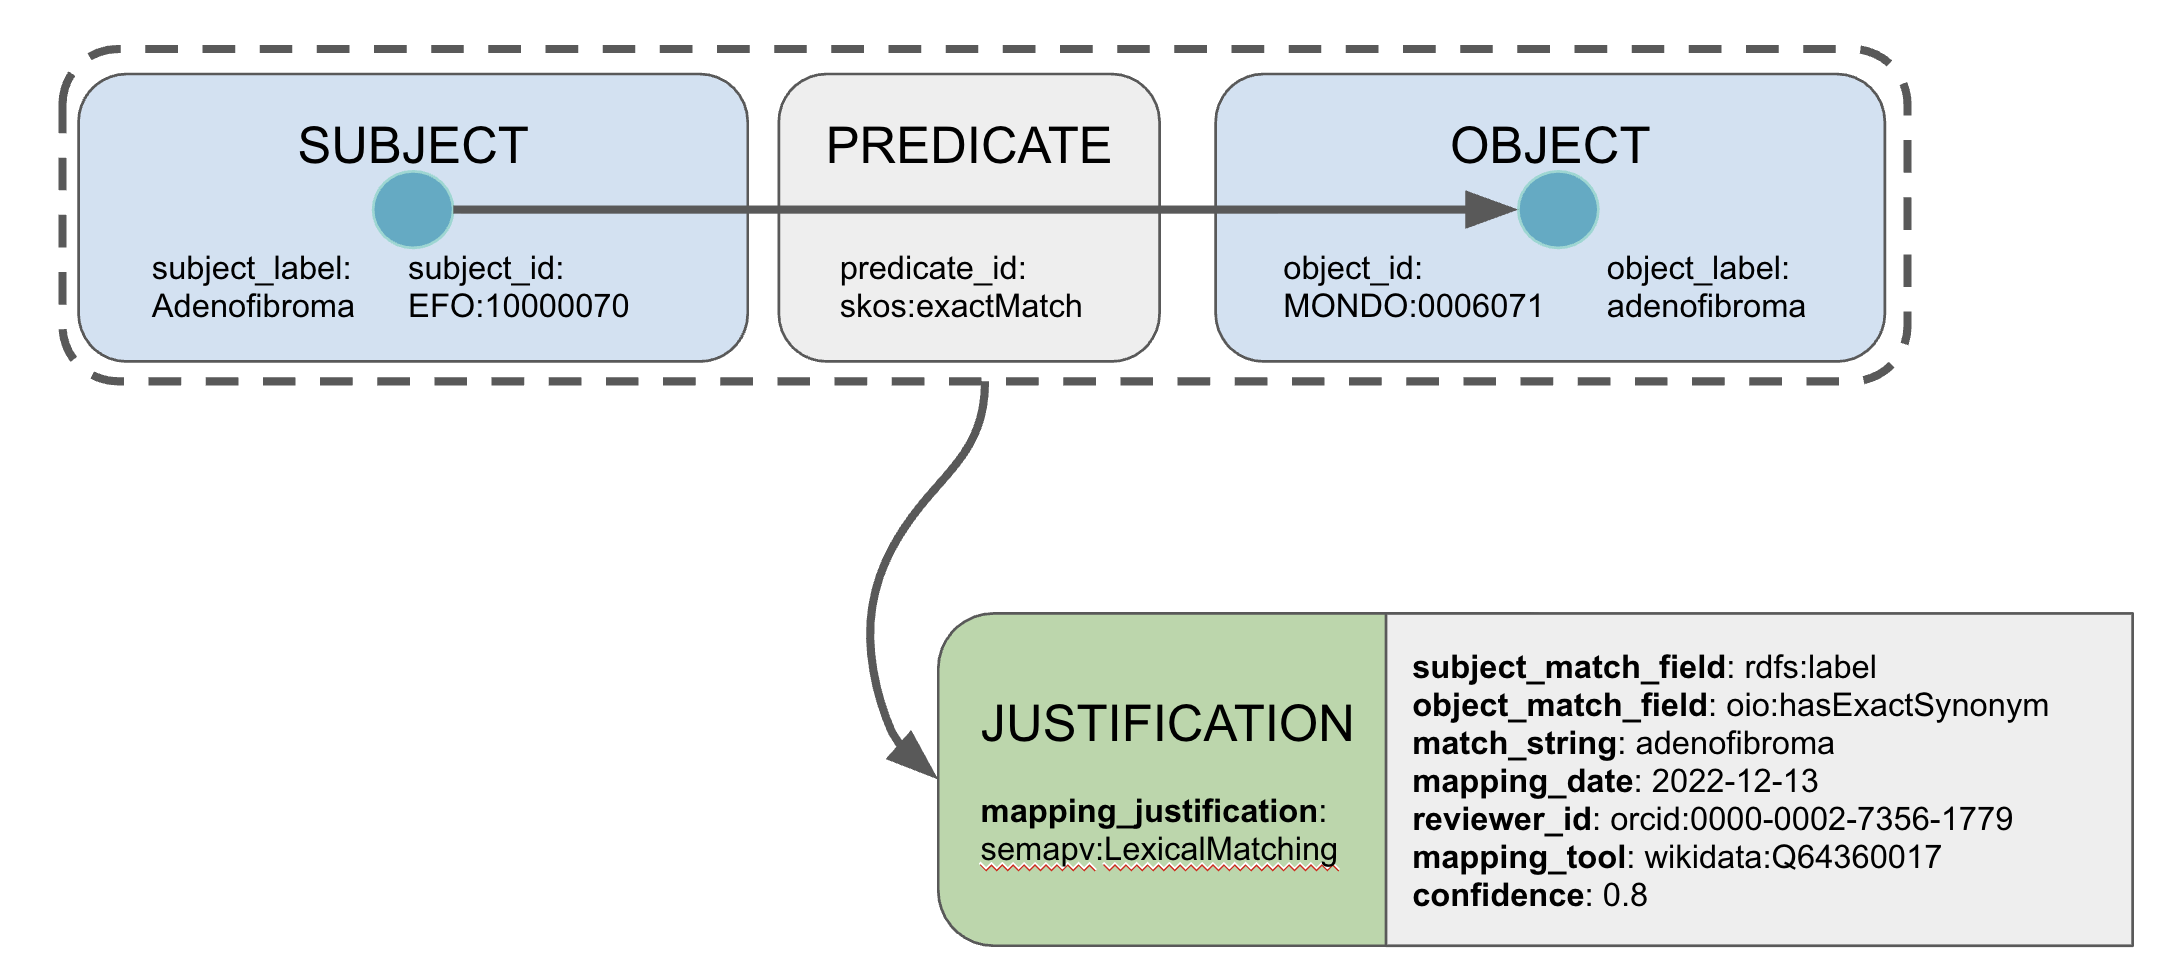 SUBJECT
subject_label:
Adenofibroma
subject_id:
EFO:10000070
PREDICATE
predicate_id:
skos:exactMatch
OBJECT
object_id:
MONDO:0006071
object_label:
adenofibroma
JUSTIFICATION
mapping_justification:
semapv:LexicalMatching
subject_match_field: rdfs:label
object_match_field: oio:hasExactSynonym
match_string: adenofibroma
mapping_date: 2022-12-13
reviewer_id: orcid:0000-0002-7356-1779
mapping_tool: wikidata:Q64360017
confidence: 0.8